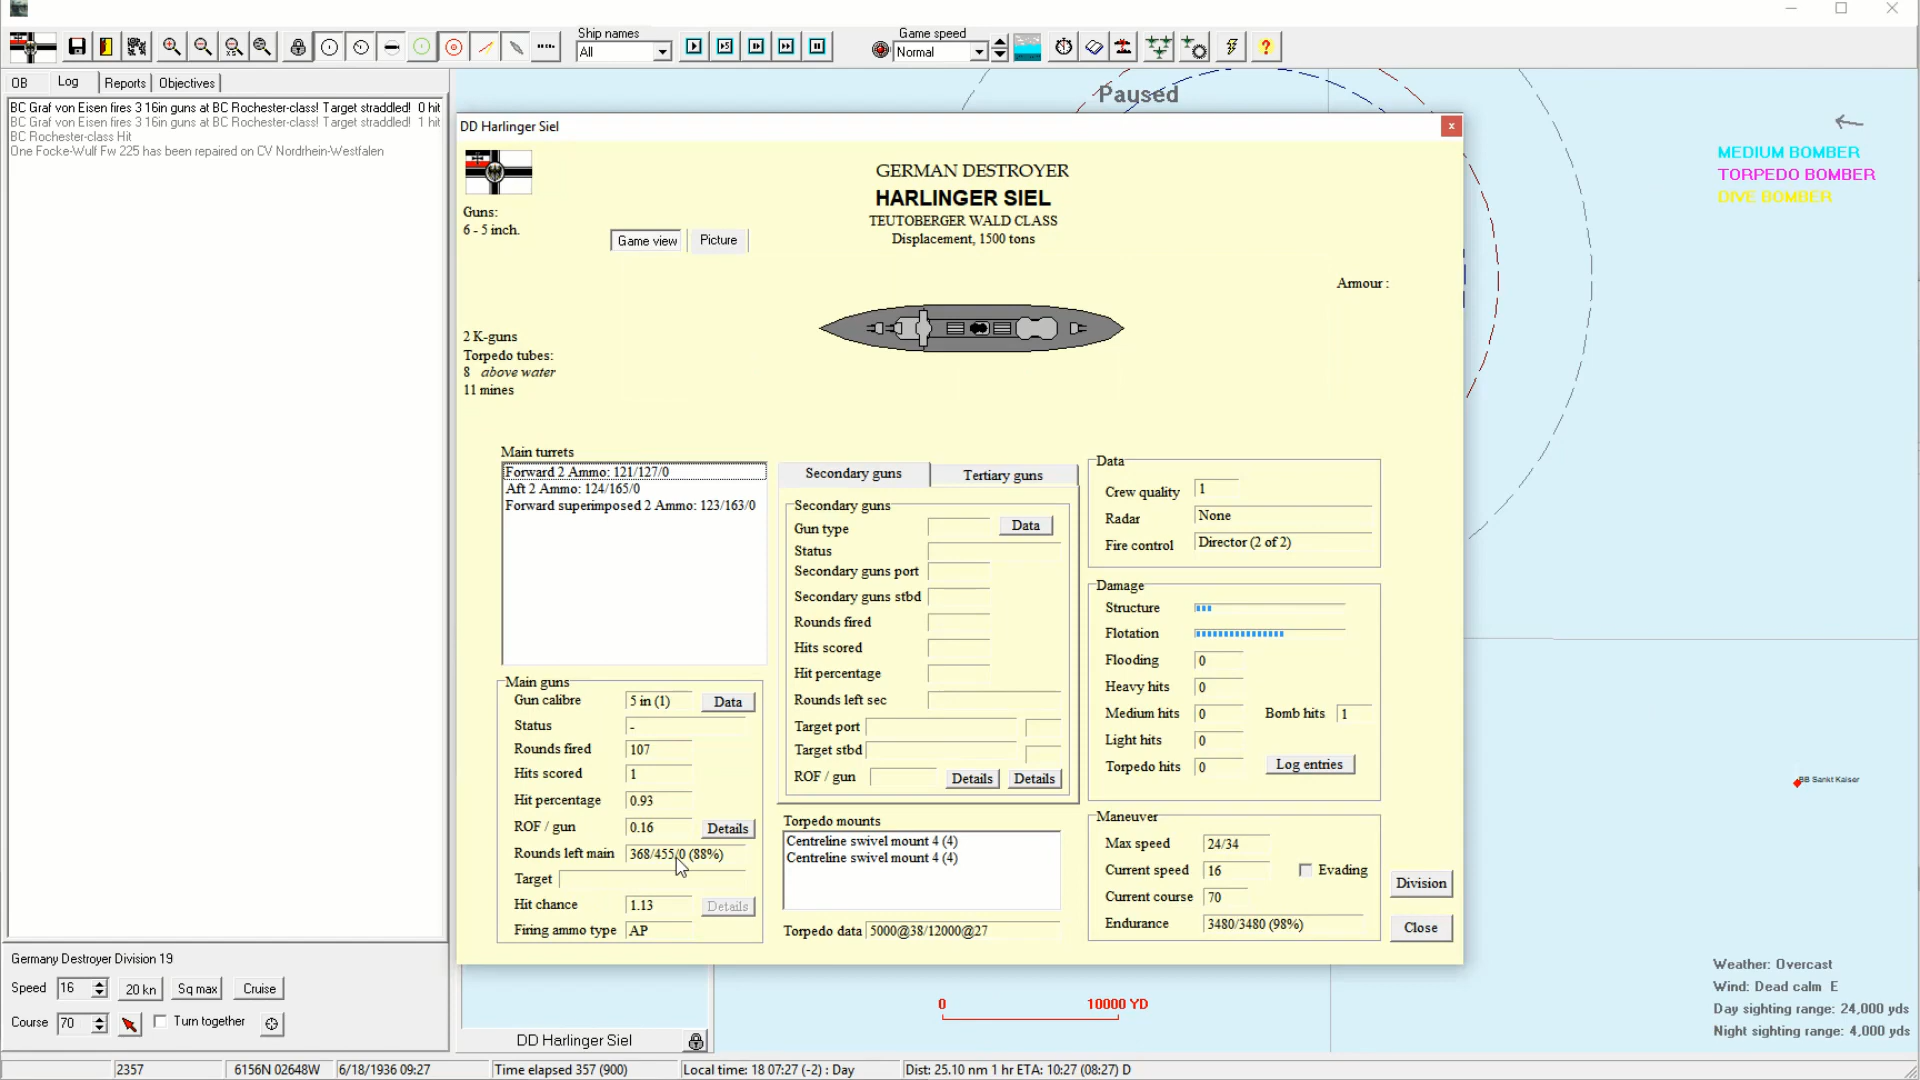 Ship names
All
Game speed
Normal
OB
Log
Reports
Objectives
BC Graf von Eisen fires 3 16in guns at BC Rochester-class! Target straddled!  0 hit
BC Graf von Eisen fires 3 16in guns at BC Rochester-class! Target straddled!  1 hit
BC Rochester-class Hit
One Focke-Wulf Fw 225 has been repaired on CV Nordrhein-Westfalen
Paused
MEDIUM BOMBER
TORPEDO BOMBER
DIVE BOMBER
DD Harlinger Siel
GERMAN DESTROYER
HARLINGER SIEL
TEUTOBERGER WALD CLASS
Displacement, 1500 tons
Guns:
6 - 5 inch.
Game view
Picture
Armour :
2 K-guns
Torpedo tubes:
8 above water
11 mines
Main turrets
Forward 2 Ammo: 121/127/0
Aft 2 Ammo: 124/165/0
Forward superimposed 2 Ammo: 123/163/0
Main guns
Gun calibre 5 in (1) Data
Status -
Rounds fired 107
Hits scored 1
Hit percentage 0.93
ROF / gun 0.16 Details
Rounds left main 368/455/0 (88%)
Target
Hit chance 1.13 Details
Firing ammo type AP
Secondary guns
Tertiary guns
Secondary guns
Gun type Data
Status
Secondary guns port
Secondary guns stbd
Rounds fired
Hits scored
Hit percentage
Rounds left sec
Target port
Target stbd
ROF / gun Details Details
Torpedo mounts
Centreline swivel mount 4 (4)
Centreline swivel mount 4 (4)
Torpedo data 5000@38/12000@27
Data
Crew quality 1
Radar None
Fire control Director (2 of 2)
Damage
Structure
Flotation
Flooding 0
Heavy hits 0
Medium hits 0 Bomb hits 1
Light hits 0
Torpedo hits 0 Log entries
Maneuver
Max speed 24/34
Current speed 16 Evading
Current course 70
Endurance 3480/3480 (98%)
Division
Close
BB Sankt Kaiser
Germany Destroyer Division 19
Speed 16 20 kn Sq max Cruise
Course 70 Turn together
DD Harlinger Siel
0 10000 YD
Weather: Overcast
Wind: Dead calm  E
Day sighting range: 24,000 yds
Night sighting range: 4,000 yds
2357
6156N 02648W
6/18/1936 09:27
Time elapsed 357 (900)
Local time: 18 07:27 (-2) : Day
Dist: 25.10 nm 1 hr ETA: 10:27 (08:27) D